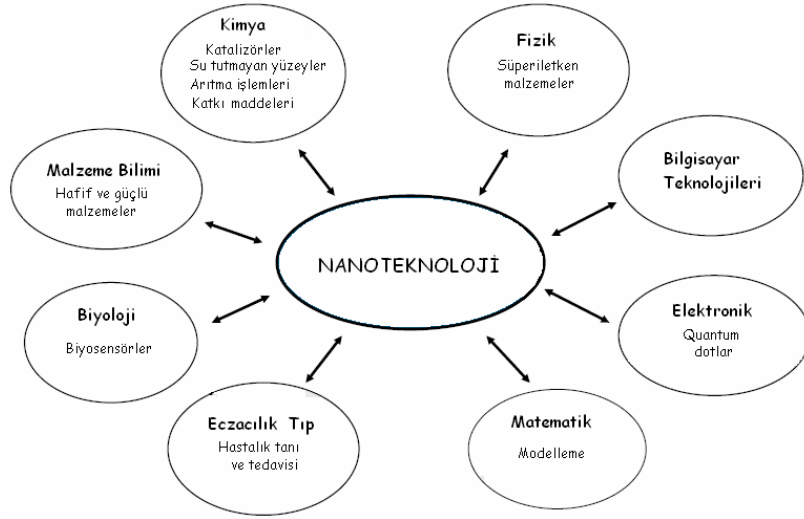 Kimya
Katalizörler
Su tutmayan yüzeyler
Arıtma işlemleri
Katkı maddeleri
Fizik
Süperiletken
malzemeler
Malzeme Bilimi
Hafif ve güçlü
malzemeler
Bilgisayar
Teknolojileri
NANOTEKNOLOJİ
Biyoloji
Biyosensörler
Elektronik
Quantum
dotlar
Eczacılık Tıp
Hastalık tanı
ve tedavisi
Matematik
Modelleme